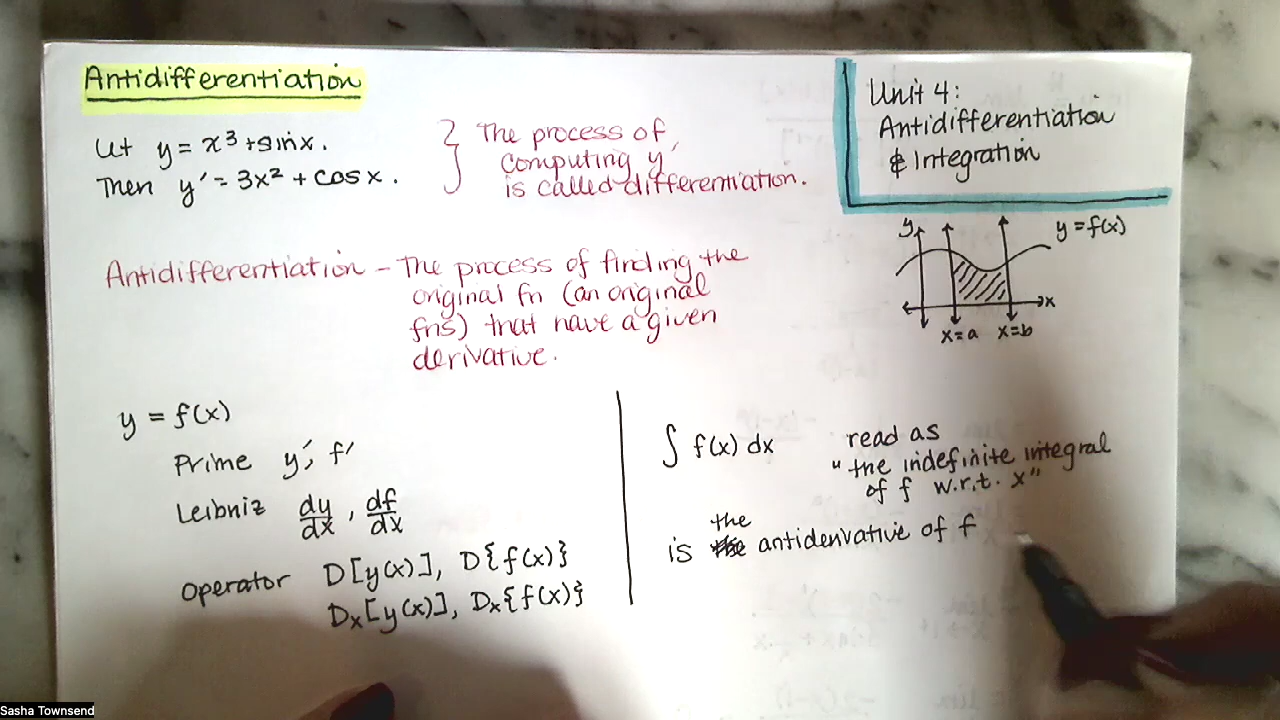 Antidifferentiation
Let y = x³ + sin x.
Then y′ = 3x² + cos x.
} The process of
computing y′
is called differentiation.
Unit 4:
Antidifferentiation
& Integration
y
y = f(x)
x
x=a x=b
Antidifferentiation - The process of finding the
original fn (an original
fns) that have a given
derivative.
y = f(x)
Prime y′, f′
Leibniz dy/dx, df/dx
Operator D[y(x)], D{f(x)}
Dx[y(x)], Dx{f(x)}
∫ f(x) dx read as
"the indefinite integral
of f w.r.t. x"
the
is antiderivative of f
Sasha Townsend